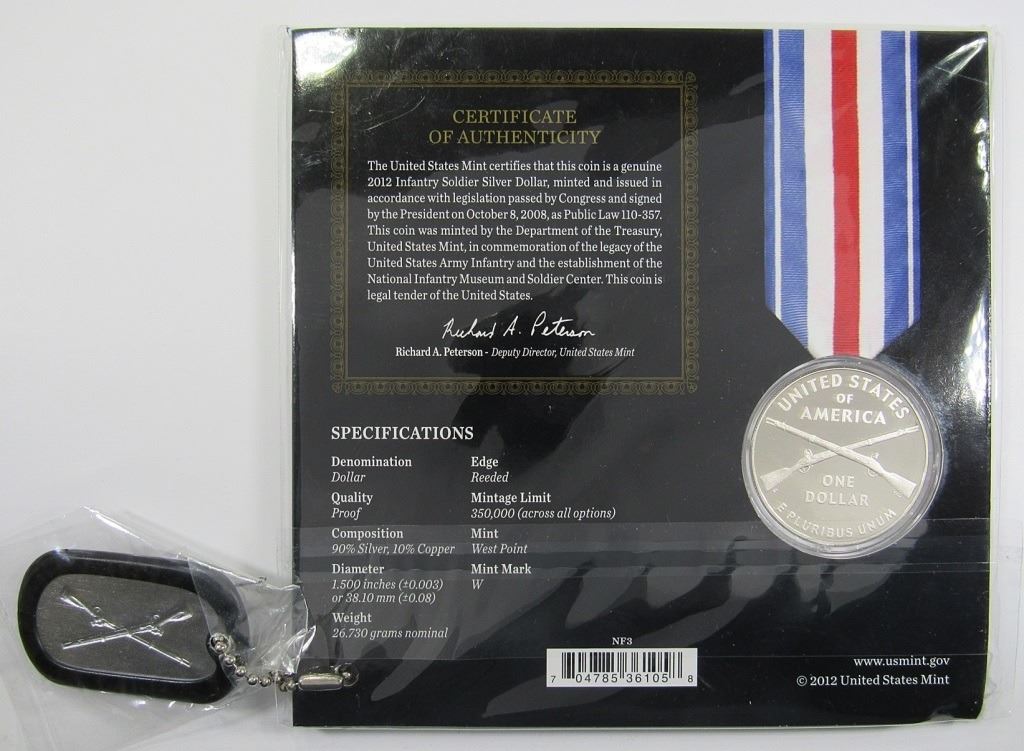 CERTIFICATE
OF AUTHENTICITY
The United States Mint certifies that this coin is a genuine
2012 Infantry Soldier Silver Dollar, minted and issued in
accordance with legislation passed by Congress and signed
by the President on October 8, 2008, as Public Law 110-357.
This coin was minted by the Department of the Treasury,
United States Mint, in commemoration of the legacy of the
United States Army Infantry and the establishment of the
National Infantry Museum and Soldier Center. This coin is
legal tender of the United States.
Richard A. Peterson
Richard A. Peterson - Deputy Director, United States Mint
SPECIFICATIONS
Denomination
Dollar
Quality
Proof
Composition
90% Silver, 10% Copper
Diameter
1.500 inches (±0.003)
or 38.10 mm (±0.08)
Weight
26.730 grams nominal
Edge
Reeded
Mintage Limit
350,000 (across all options)
Mint
West Point
Mint Mark
W
UNITED STATES
OF
AMERICA
ONE
DOLLAR
E PLURIBUS UNUM
NF3
7 04785 36105 8
www.usmint.gov
© 2012 United States Mint